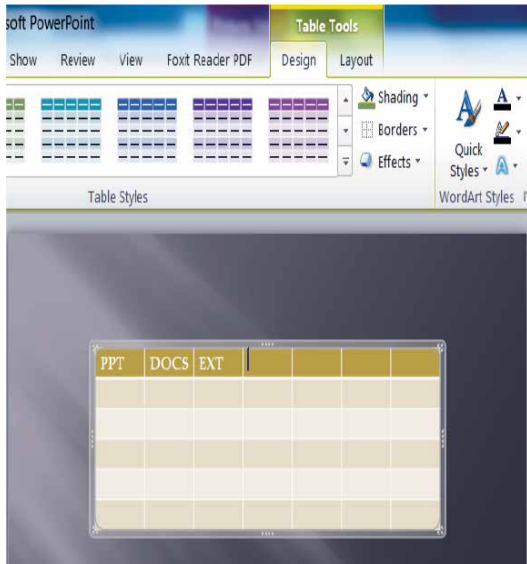 soft PowerPoint
Table Tools
Show Review View Foxit Reader PDF Design Layout
Shading
Borders
Effects
Quick
Styles
A
Table Styles
WordArt Styles
PPT DOCS EXT